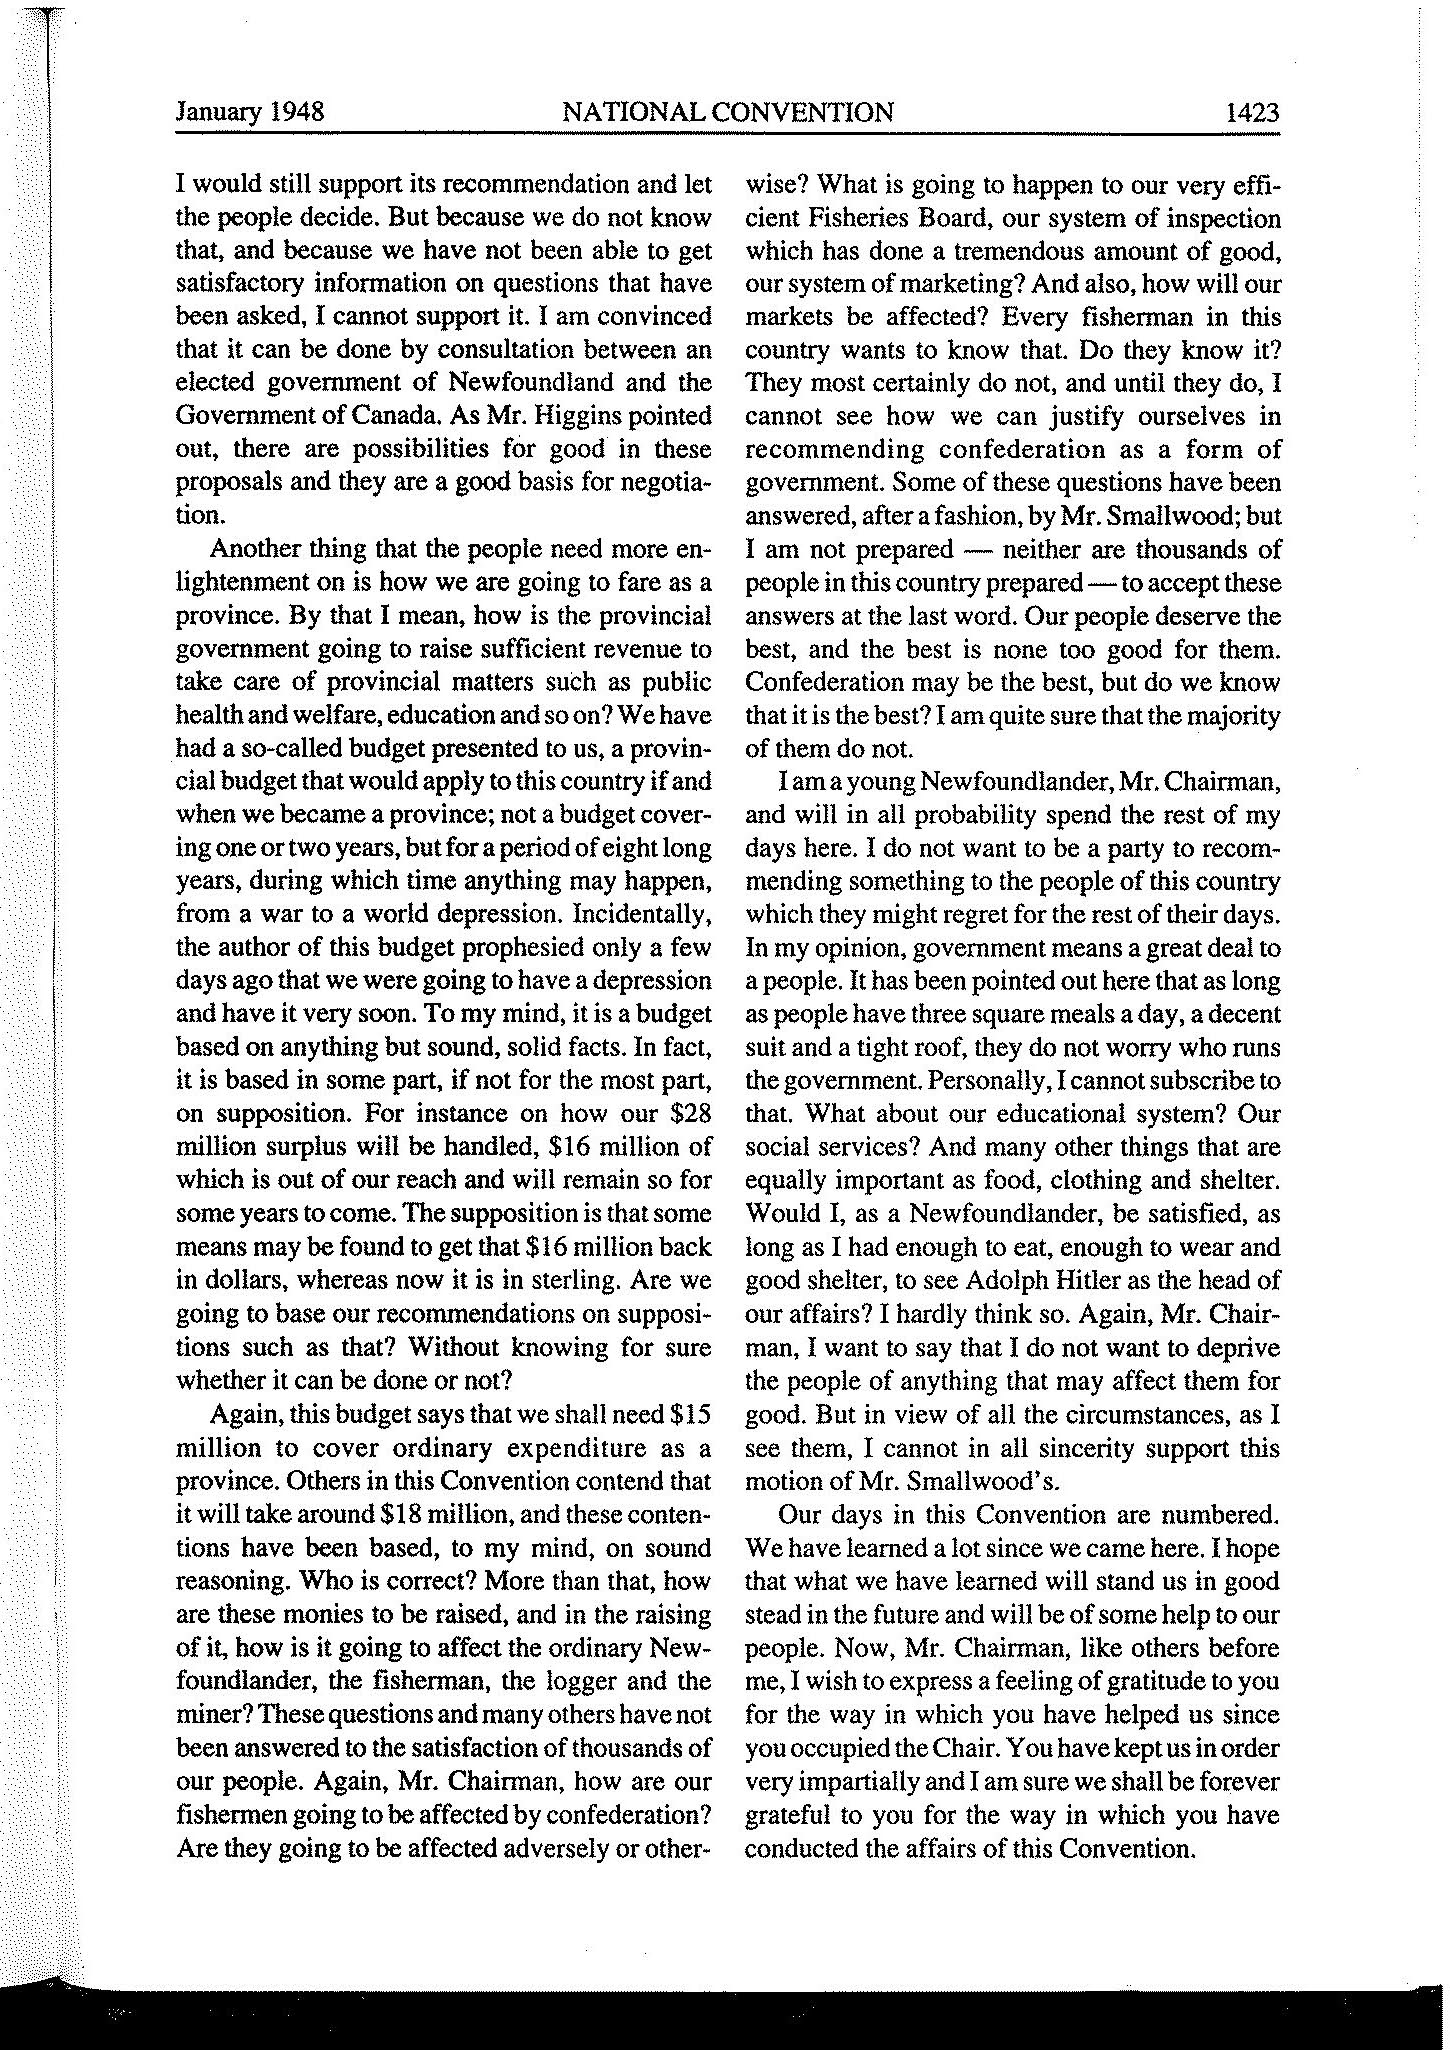 January 1948 NATIONAL CONVENTION 1423
I would still support its recommendation and let
the people decide. But because we do not know
that, and because we have not been able to get
satisfactory information on questions that have
been asked, I cannot support it. I am convinced
that it can be done by consultation between an
elected government of Newfoundland and the
Government of Canada. As Mr. Higgins pointed
out, there are possibilities for good in these
proposals and they are a good basis for negotia-
tion.
Another thing that the people need more en-
lightenment on is how we are going to fare as a
province. By that I mean, how is the provincial
government going to raise sufficient revenue to
take care of provincial matters such as public
health and welfare, education and so on? We have
had a so-called budget presented to us, a provin-
cial budget that would apply to this country if and
when we became a province; not a budget cover-
ing one or two years, but for a period of eight long
years, during which time anything may happen,
from a war to a world depression. Incidentally,
the author of this budget prophesied only a few
days ago that we were going to have a depression
and have it very soon. To my mind, it is a budget
based on anything but sound, solid facts. In fact,
it is based in some part, if not for the most part,
on supposition. For instance on how our $28
million surplus will be handled, $16 million of
which is out of our reach and will remain so for
some years to come. The supposition is that some
means may be found to get that $16 million back
in dollars, whereas now it is in sterling. Are we
going to base our recommendations on supposi-
tions such as that? Without knowing for sure
whether it can be done or not?
Again, this budget says that we shall need $15
million to cover ordinary expenditure as a
province. Others in this Convention contend that
it will take around $18 million, and these conten-
tions have been based, to my mind, on sound
reasoning. Who is correct? More than that, how
are these monies to be raised, and in the raising
of it, how is it going to affect the ordinary New-
foundlander, the fisherman, the logger and the
miner? These questions and many others have not
been answered to the satisfaction of thousands of
our people. Again, Mr. Chairman, how are our
fishermen going to be affected by confederation?
Are they going to be affected adversely or other-
wise? What is going to happen to our very effi-
cient Fisheries Board, our system of inspection
which has done a tremendous amount of good,
our system of marketing? And also, how will our
markets be affected? Every fisherman in this
country wants to know that. Do they know it?
They most certainly do not, and until they do, I
cannot see how we can justify ourselves in
recommending confederation as a form of
government. Some of these questions have been
answered, after a fashion, by Mr. Smallwood; but
I am not prepared — neither are thousands of
people in this country prepared — to accept these
answers at the last word. Our people deserve the
best, and the best is none too good for them.
Confederation may be the best, but do we know
that it is the best? I am quite sure that the majority
of them do not.
I am a young Newfoundlander, Mr. Chairman,
and will in all probability spend the rest of my
days here. I do not want to be a party to recom-
mending something to the people of this country
which they might regret for the rest of their days.
In my opinion, government means a great deal to
a people. It has been pointed out here that as long
as people have three square meals a day, a decent
suit and a tight roof, they do not worry who runs
the government. Personally, I cannot subscribe to
that. What about our educational system? Our
social services? And many other things that are
equally important as food, clothing and shelter.
Would I, as a Newfoundlander, be satisfied, as
long as I had enough to eat, enough to wear and
good shelter, to see Adolph Hitler as the head of
our affairs? I hardly think so. Again, Mr. Chair-
man, I want to say that I do not want to deprive
the people of anything that may affect them for
good. But in view of all the circumstances, as I
see them, I cannot in all sincerity support this
motion of Mr. Smallwood's.
Our days in this Convention are numbered.
We have learned a lot since we came here. I hope
that what we have learned will stand us in good
stead in the future and will be of some help to our
people. Now, Mr. Chairman, like others before
me, I wish to express a feeling of gratitude to you
for the way in which you have helped us since
you occupied the Chair. You have kept us in order
very impartially and I am sure we shall be forever
grateful to you for the way in which you have
conducted the affairs of this Convention.